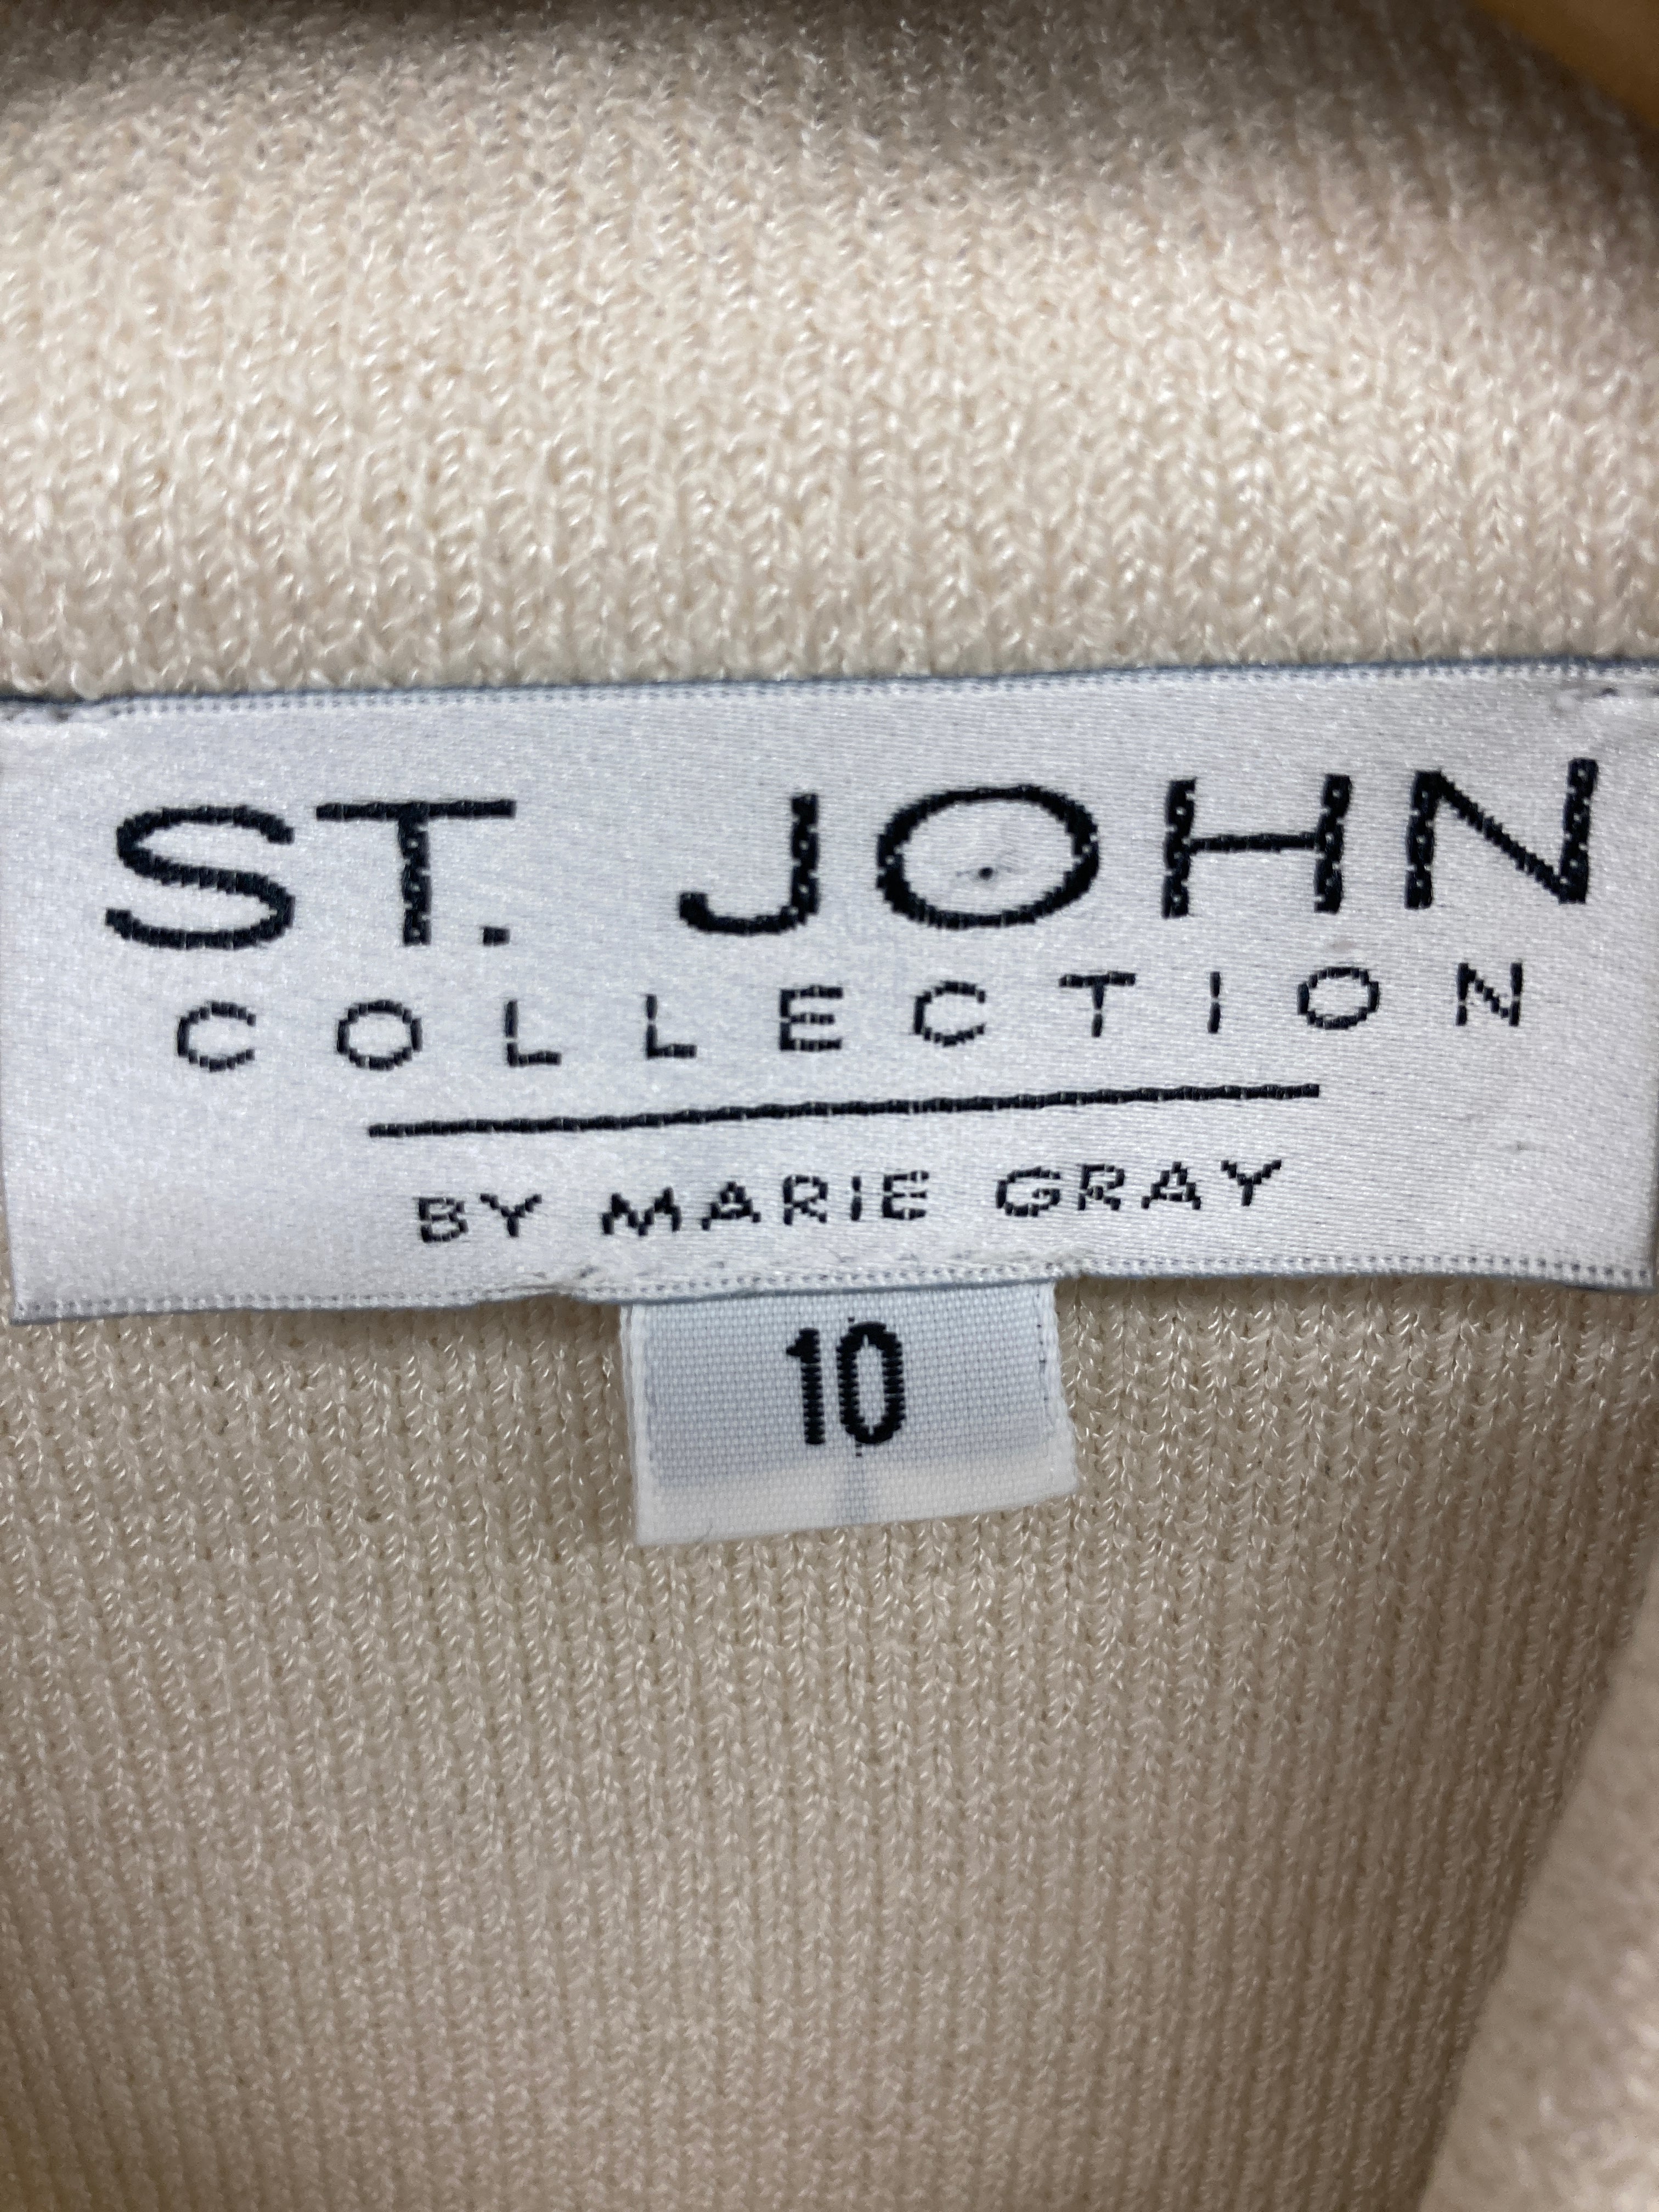 ST. JOHN
COLLECTION
BY MARIE GRAY
10